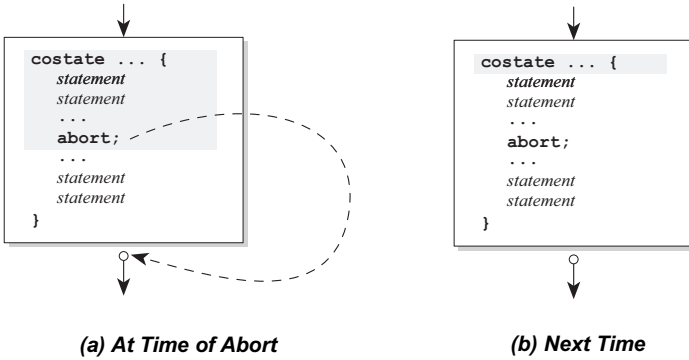 costate ... {
statement
statement
...
abort;
...
statement
statement
}
(a) At Time of Abort
costate ... {
statement
statement
...
abort;
...
statement
statement
}
(b) Next Time